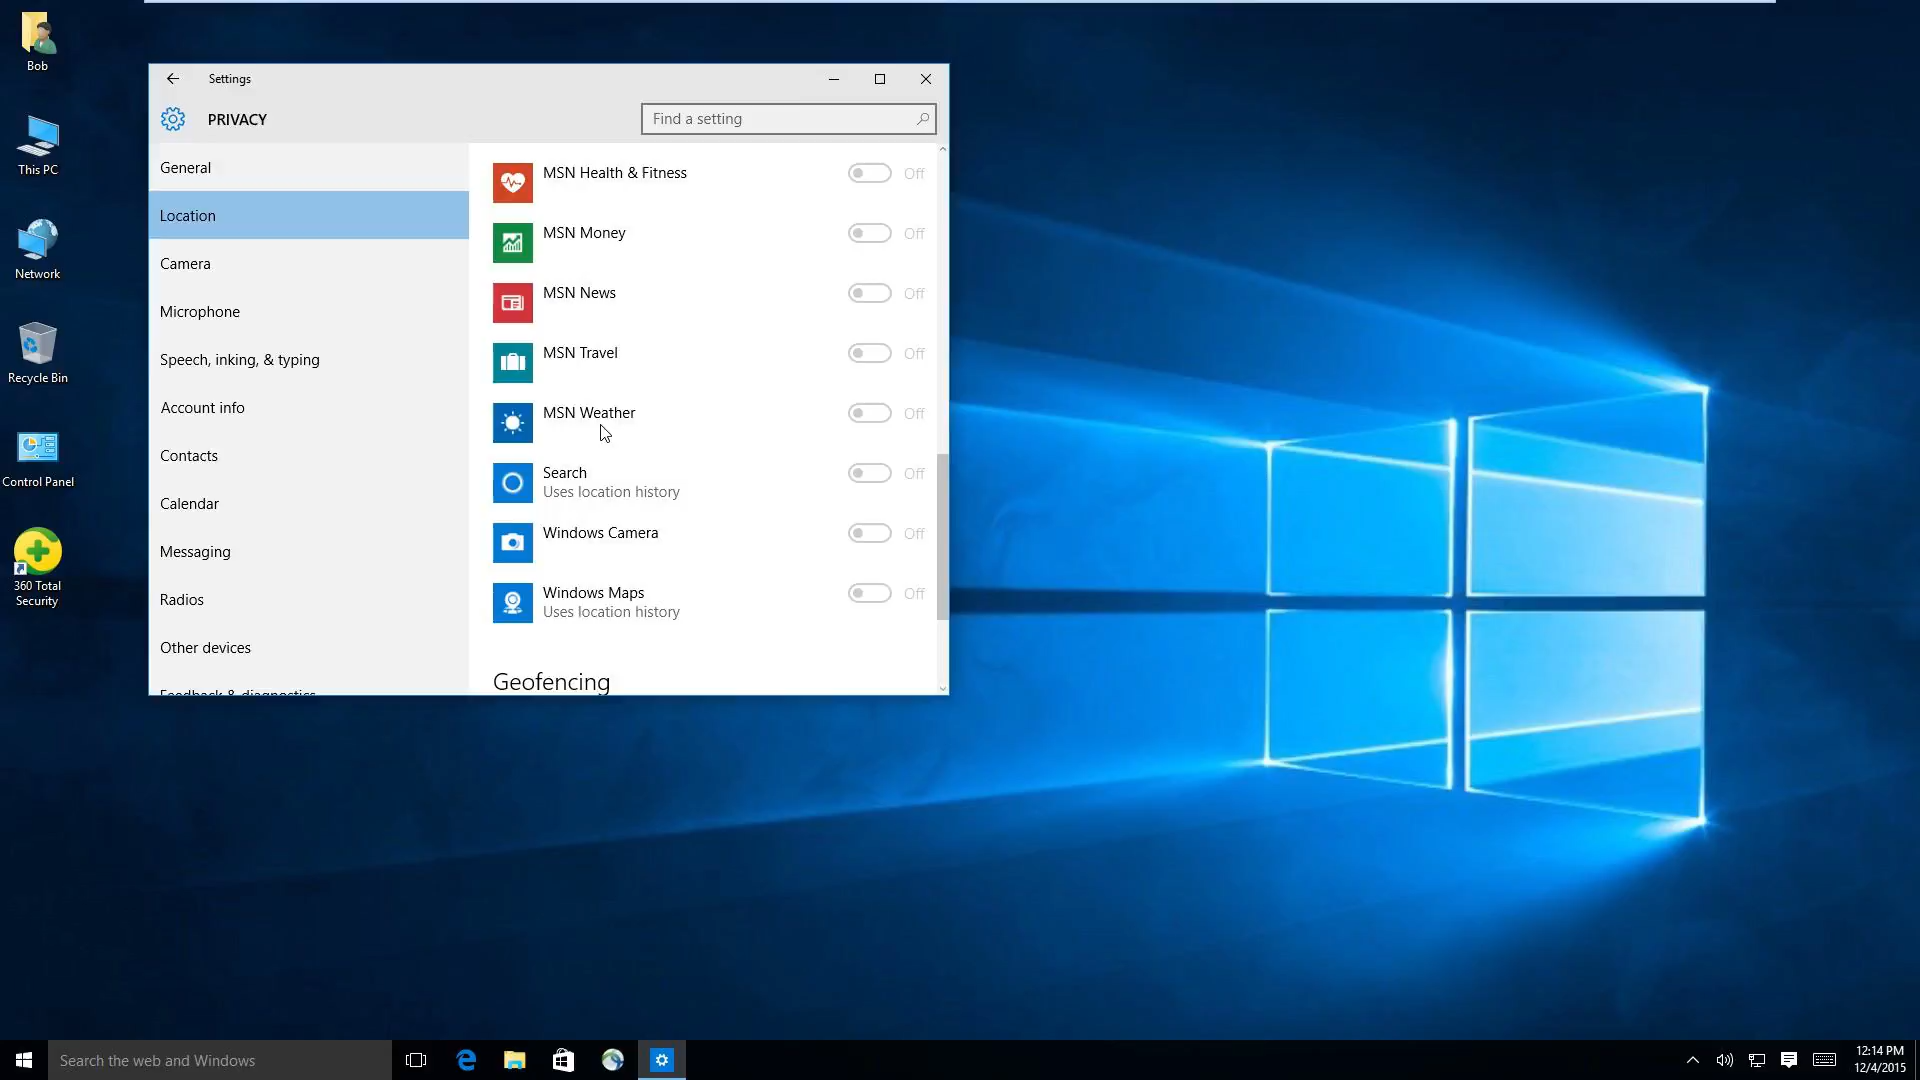 Bob
This PC
Network
Recycle Bin
Control Panel
360 Total
Security
Settings
PRIVACY
Find a setting
General
Location
Camera
Microphone
Speech, inking, & typing
Account info
Contacts
Calendar
Messaging
Radios
Other devices
Feedback & diagnostics
MSN Health & Fitness
Off
MSN Money
Off
MSN News
Off
MSN Travel
Off
MSN Weather
Off
Search
Uses location history
Off
Windows Camera
Off
Windows Maps
Uses location history
Off
Geofencing
Search the web and Windows
12:14 PM
12/4/2015